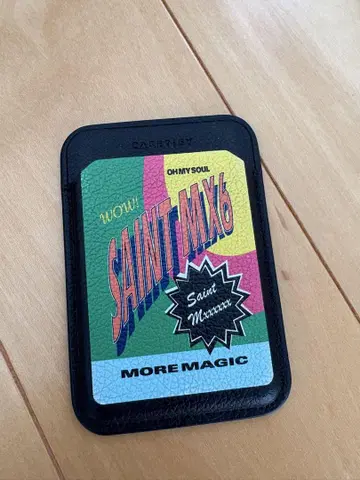 CASETiFY
OH MY SOUL
WOW!
SAINT MX6
Saint
Mxxxxxx
MORE MAGIC